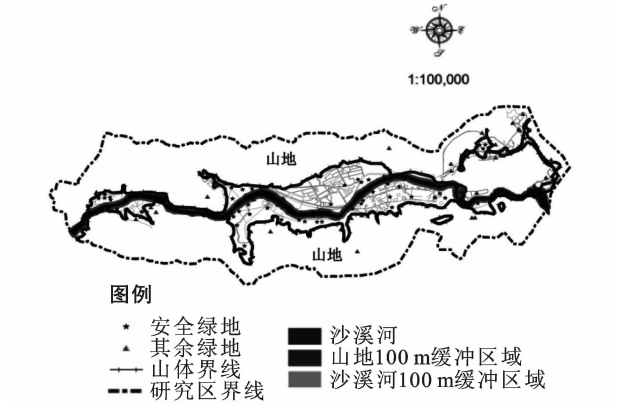 N
W E
S
1:100,000
山地
山地
图例
安全绿地
其余绿地
山体界线
研究区界线
沙溪河
山地100 m缓冲区域
沙溪河100 m缓冲区域